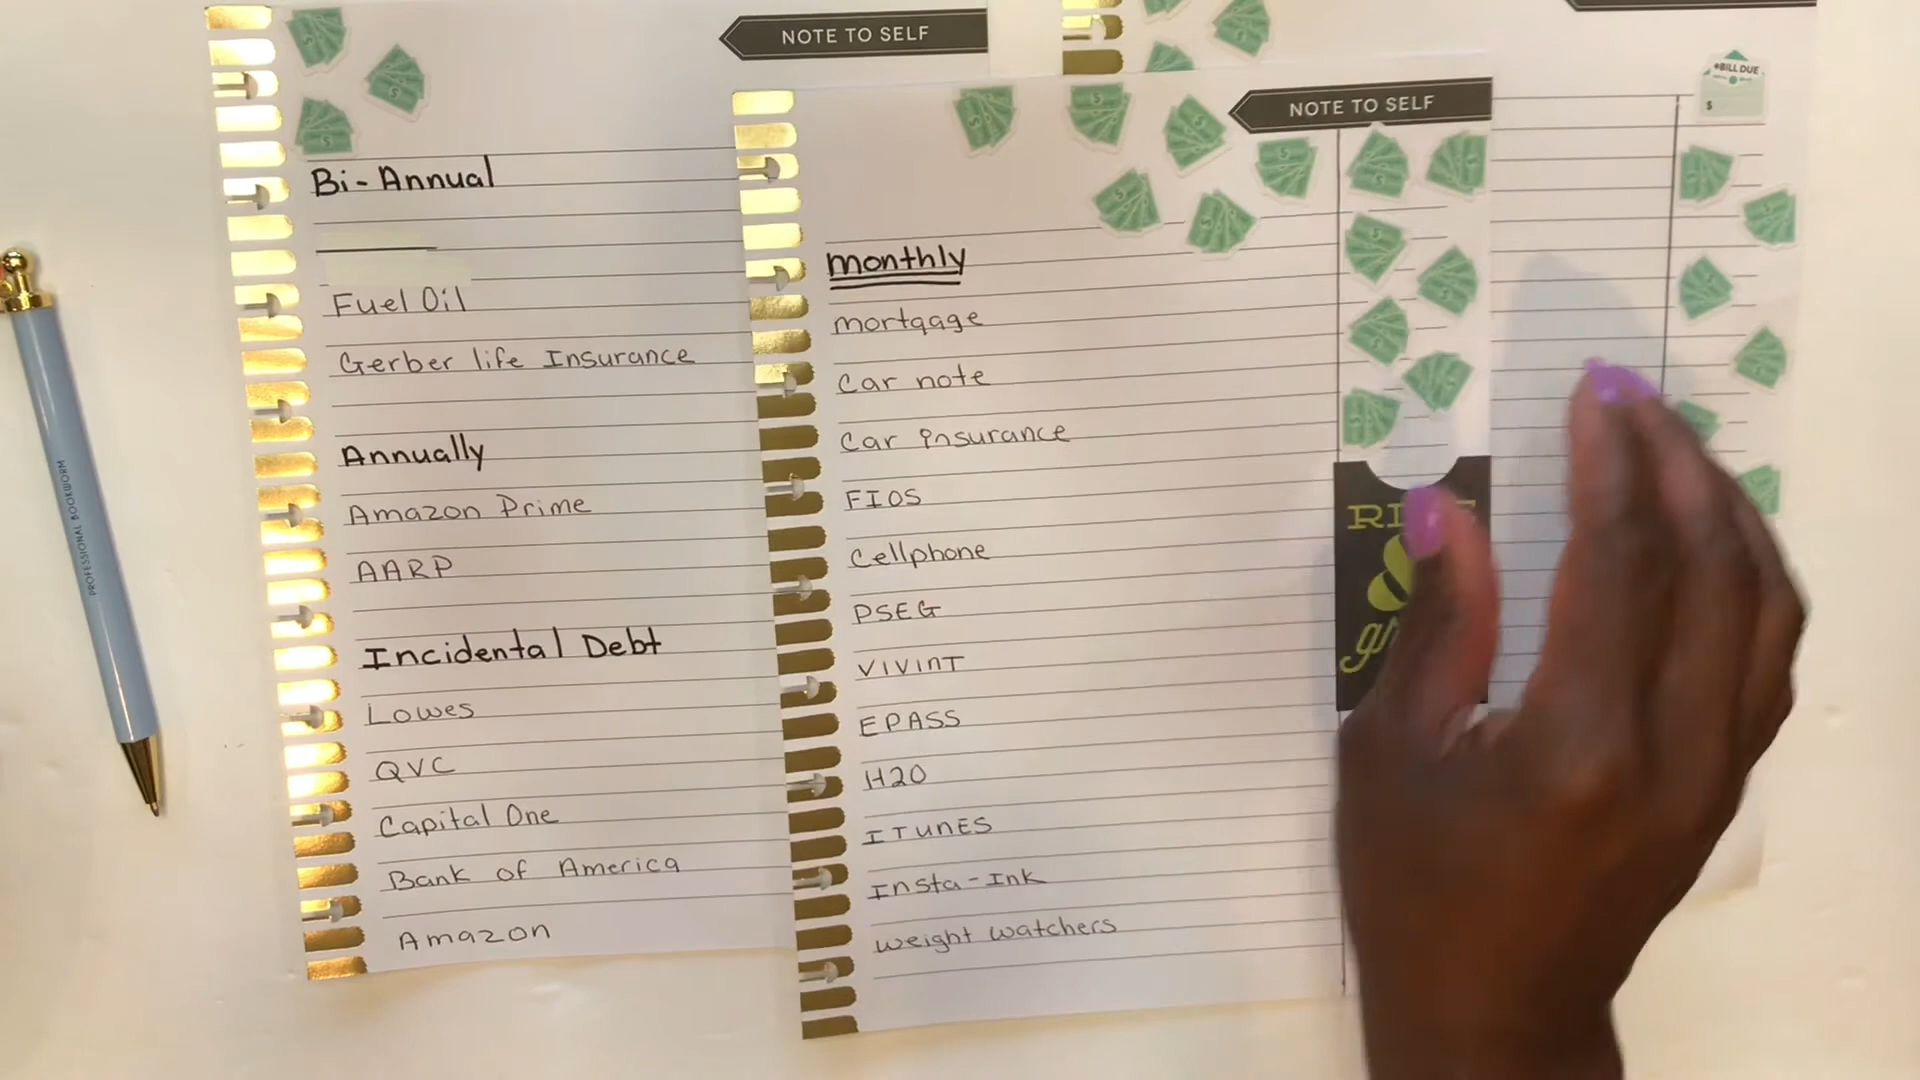 NOTE TO SELF
Bi-Annual
Fuel Oil
Gerber life Insurance
Annually
Amazon Prime
AARP
Incidental Debt
Lowes
QVC
Capital One
Bank of America
Amazon
NOTE TO SELF
monthly
mortgage
Car note
Car insurance
FIOS
Cellphone
PSEG
VIVINT
EPASS
H2O
ITUNES
Insta-Ink
weight watchers
&
BILL DUE
$
PROFESSIONAL BOOKWORM